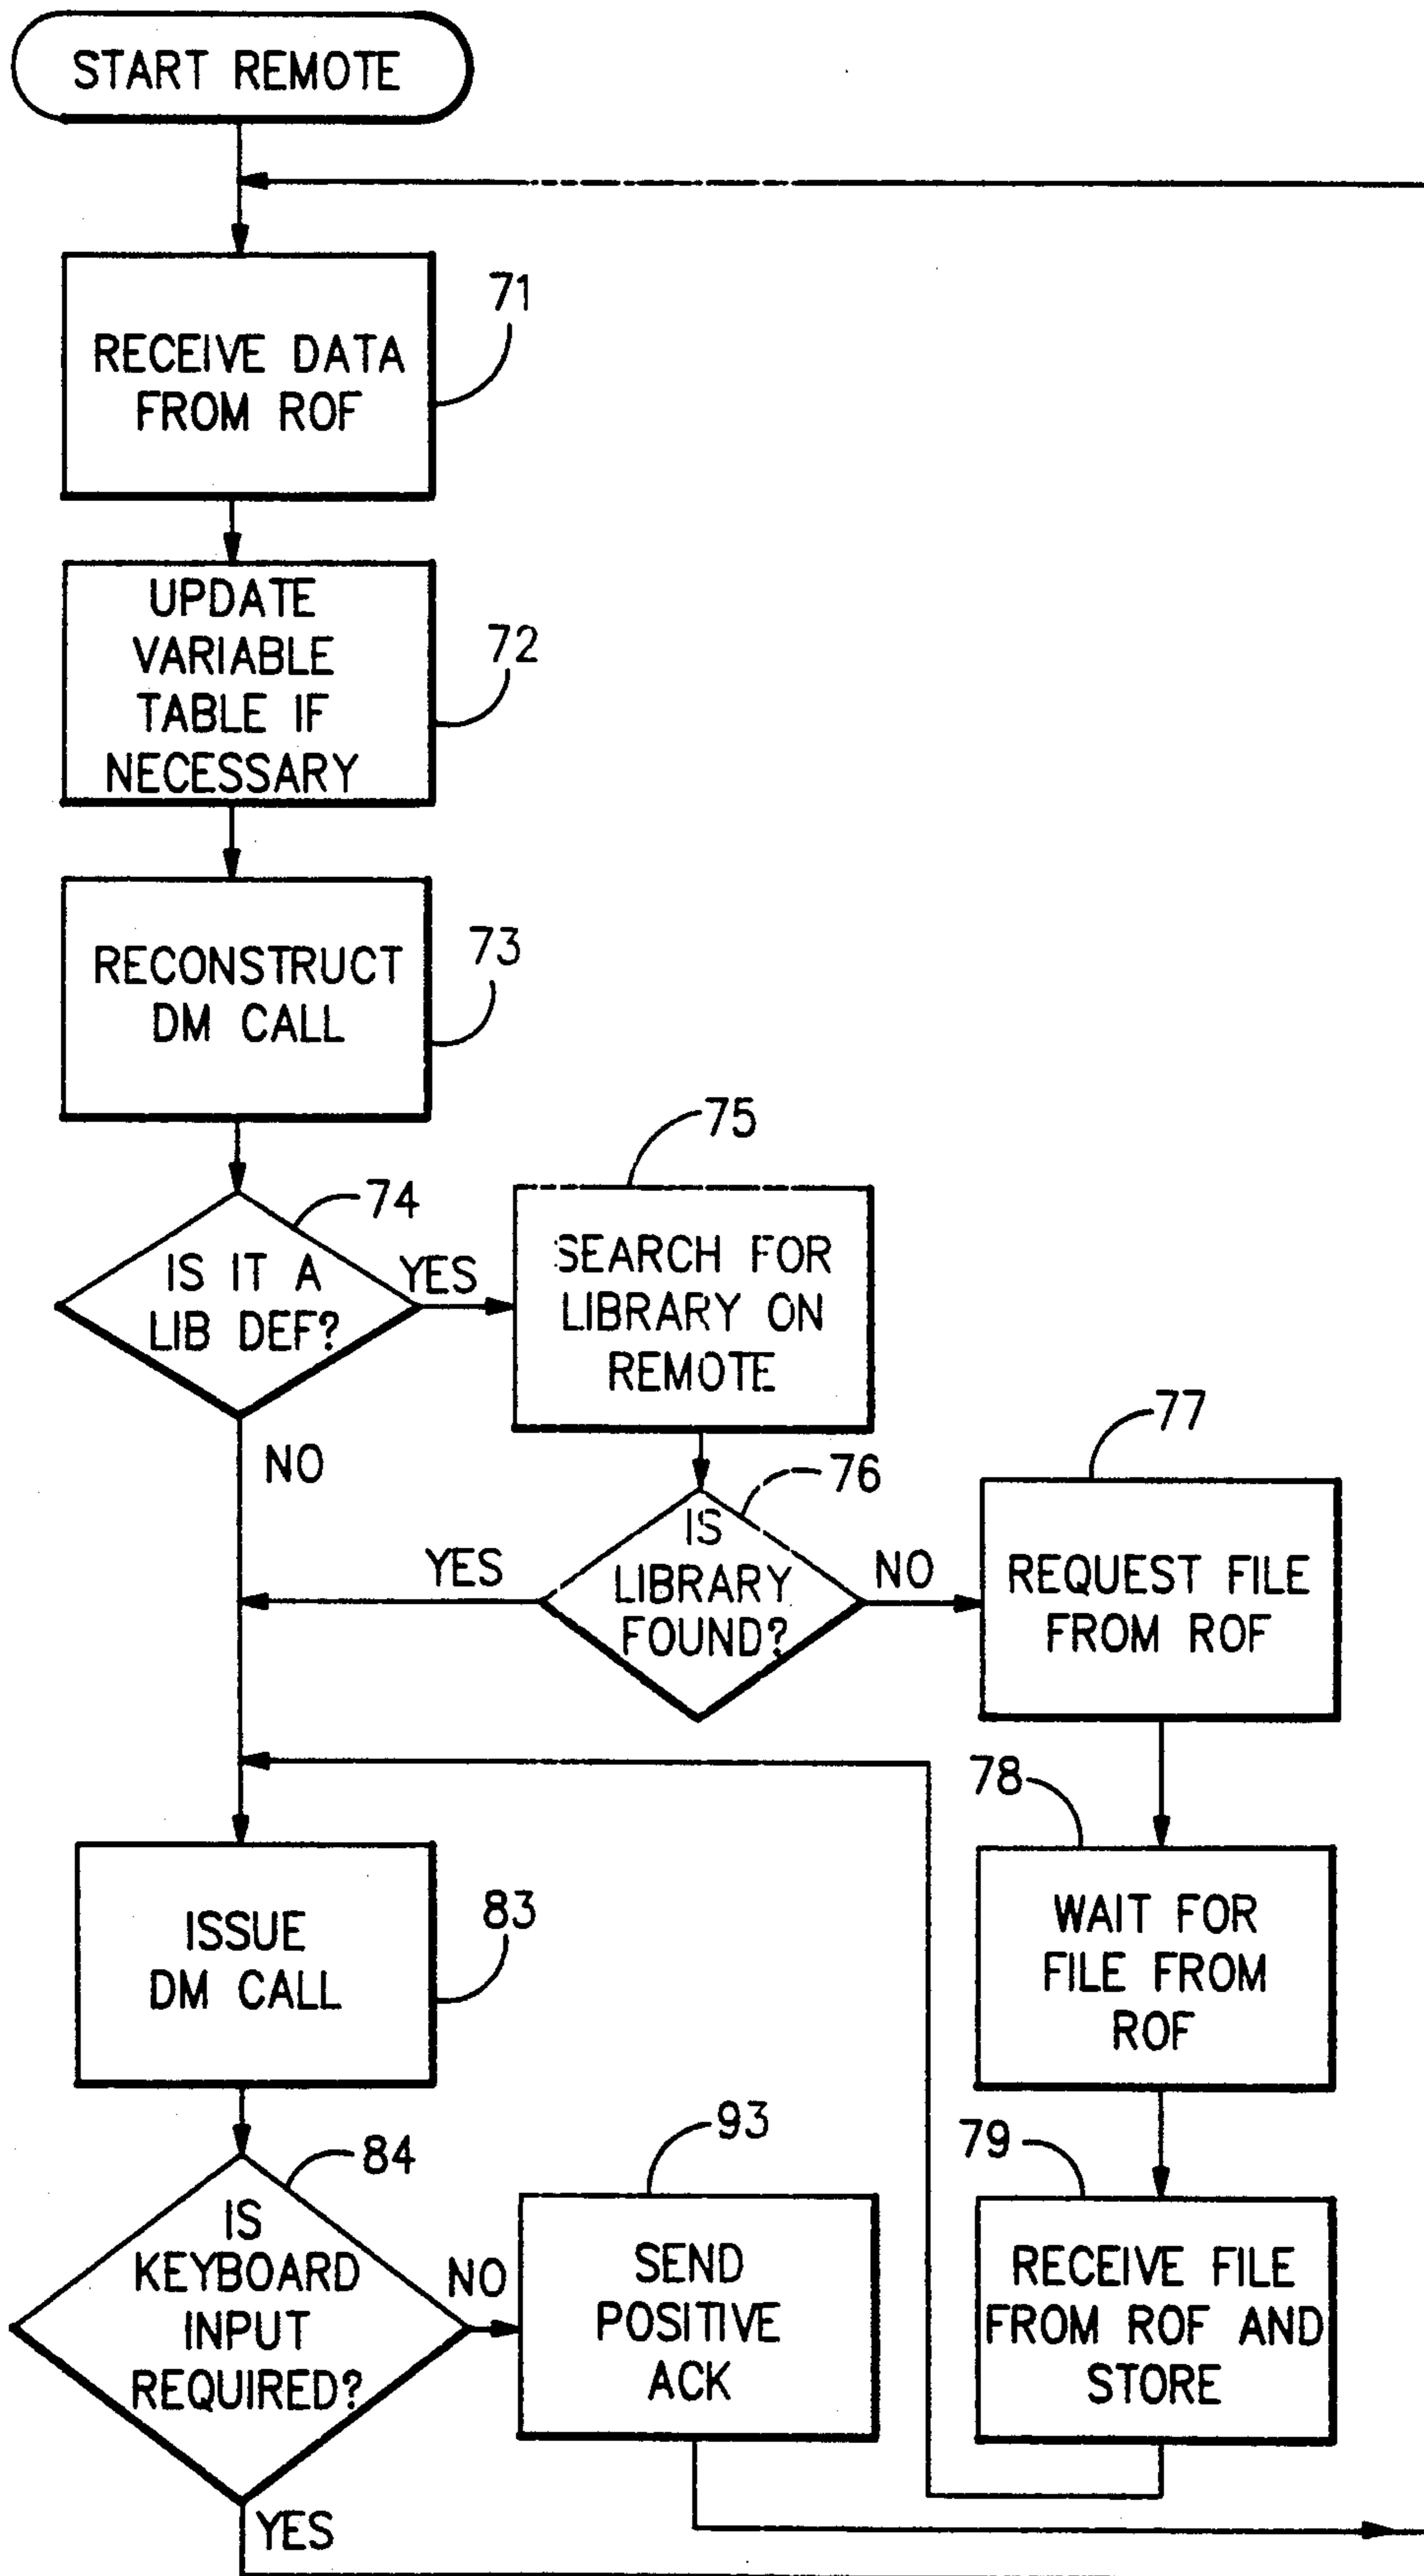 START REMOTE
71
RECEIVE DATA
FROM ROF
72
UPDATE
VARIABLE
TABLE IF
NECESSARY
73
RECONSTRUCT
DM CALL
74
IS IT A
LIB DEF?
YES
NO
75
SEARCH FOR
LIBRARY ON
REMOTE
76
IS
LIBRARY
FOUND?
YES
NO
77
REQUEST FILE
FROM ROF
78
WAIT FOR
FILE FROM
ROF
79
RECEIVE FILE
FROM ROF AND
STORE
83
ISSUE
DM CALL
84
IS
KEYBOARD
INPUT
REQUIRED?
NO
YES
93
SEND
POSITIVE
ACK